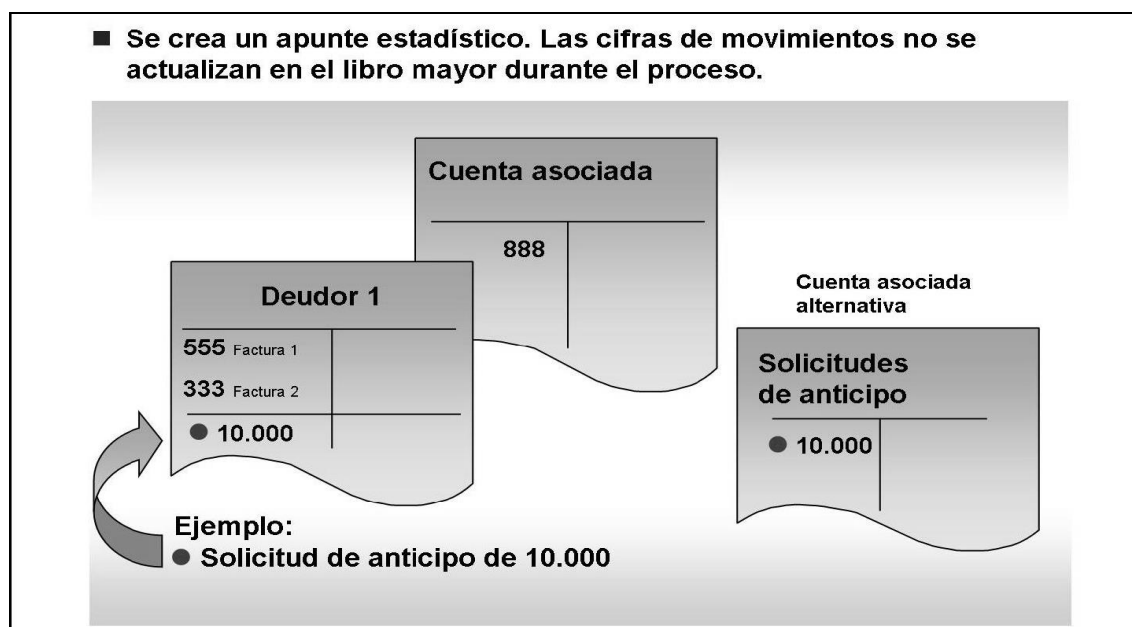 ■ Se crea un apunte estadístico. Las cifras de movimientos no se
actualizan en el libro mayor durante el proceso.
Cuenta asociada
888
Deudor 1
555 Factura 1
333 Factura 2
● 10.000
Cuenta asociada
alternativa
Solicitudes
de anticipo
● 10.000
Ejemplo:
● Solicitud de anticipo de 10.000